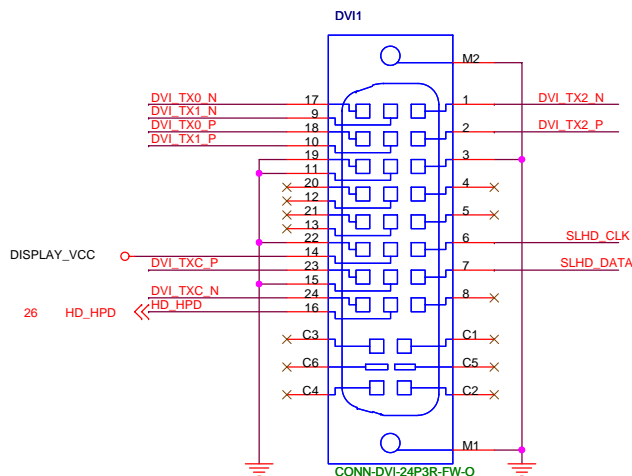 DVI1
M2
DVI_TX0_N 17 1 DVI_TX2_N
DVI_TX1_N 9
DVI_TX0_P 18 2 DVI_TX2_P
DVI_TX1_P 10
19 3
11
20 4
12
21 5
13
22 6 SLHD_CLK
DISPLAY_VCC 14
DVI_TXC_P 23 7 SLHD_DATA
15
DVI_TXC_N 24 8
26 HD_HPD HD_HPD 16
C3 C1
C6 C5
C4 C2
M1
CONN-DVI-24P3R-FW-O